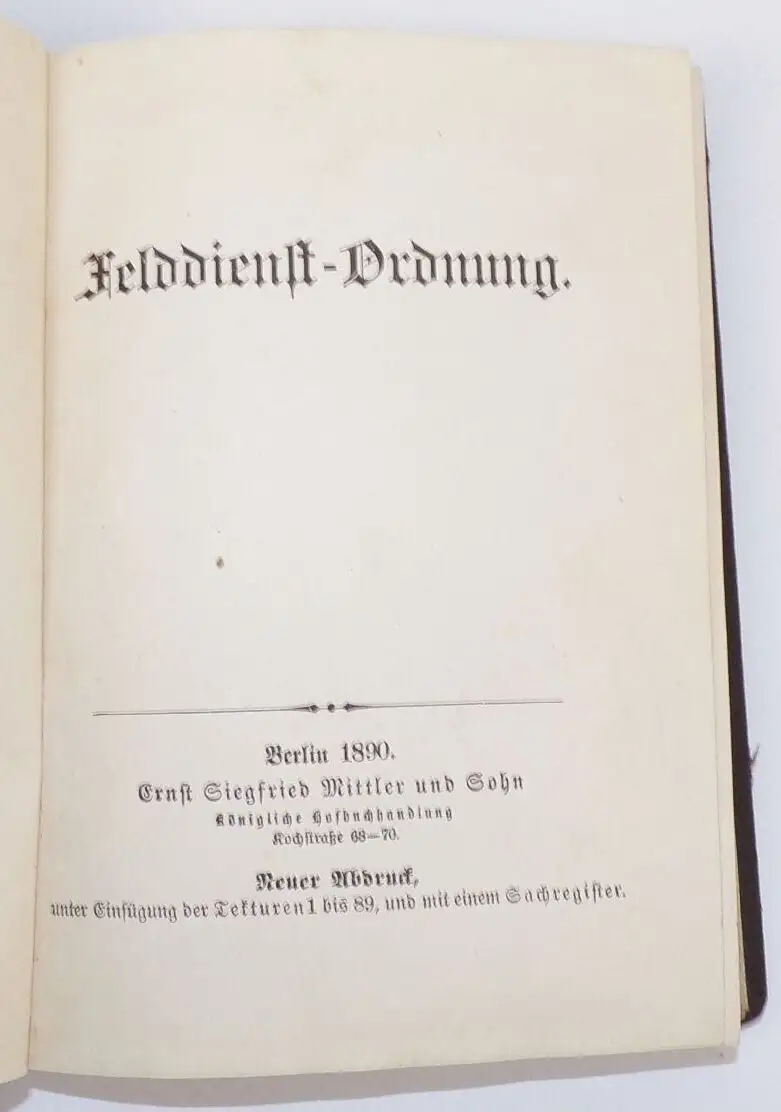 Felddienst-Ordnung.
Berlin 1890.
Ernst Siegfried Mittler und Sohn
Königliche Hofbuchhandlung
Kochstraße 68—70.
Neuer Abdruck,
unter Einfügung der Tekturen 1 bis 89, und mit einem Sachregister.